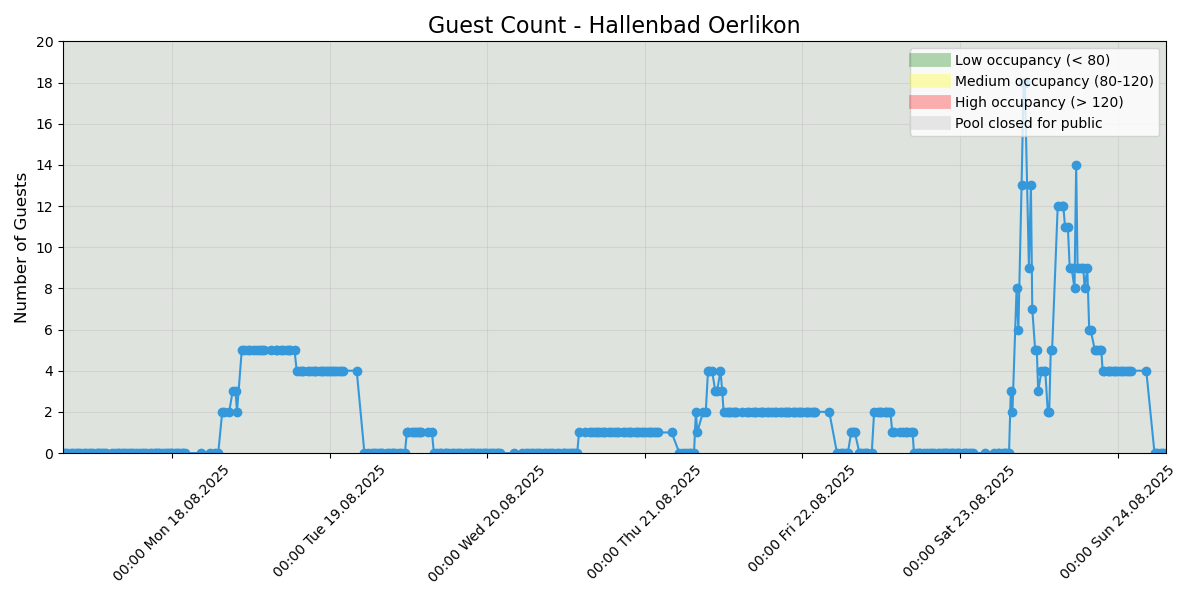 Guest Count - Hallenbad Oerlikon
Low occupancy (< 80)
Medium occupancy (80-120)
High occupancy (> 120)
Pool closed for public
Number of Guests
20
18
16
14
12
10
8
6
4
2
0
00:00 Mon 18.08.2025
00:00 Tue 19.08.2025
00:00 Wed 20.08.2025
00:00 Thu 21.08.2025
00:00 Fri 22.08.2025
00:00 Sat 23.08.2025
00:00 Sun 24.08.2025